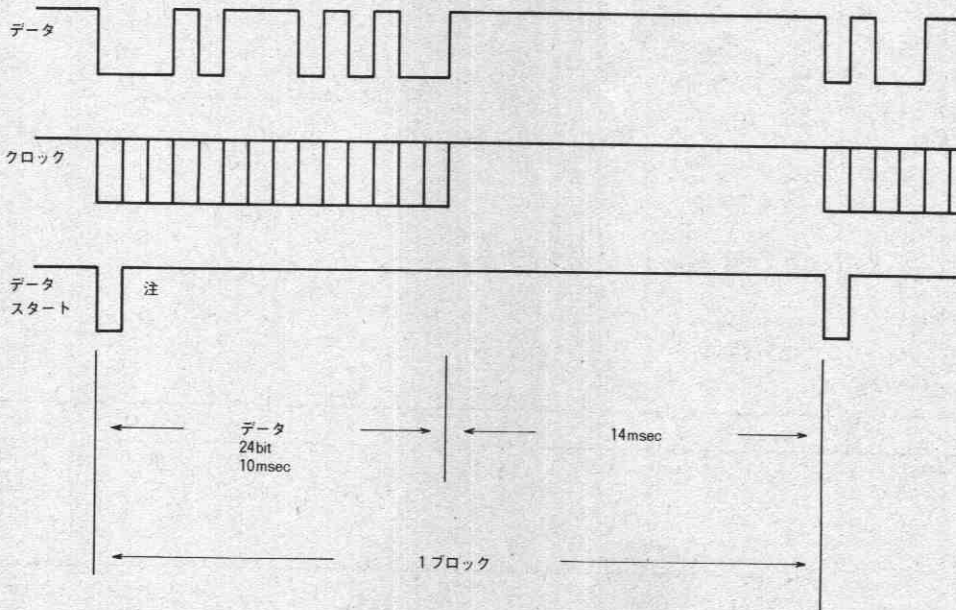 データ
クロック
データ
スタート
注
データ
24bit
10msec
14msec
1ブロック